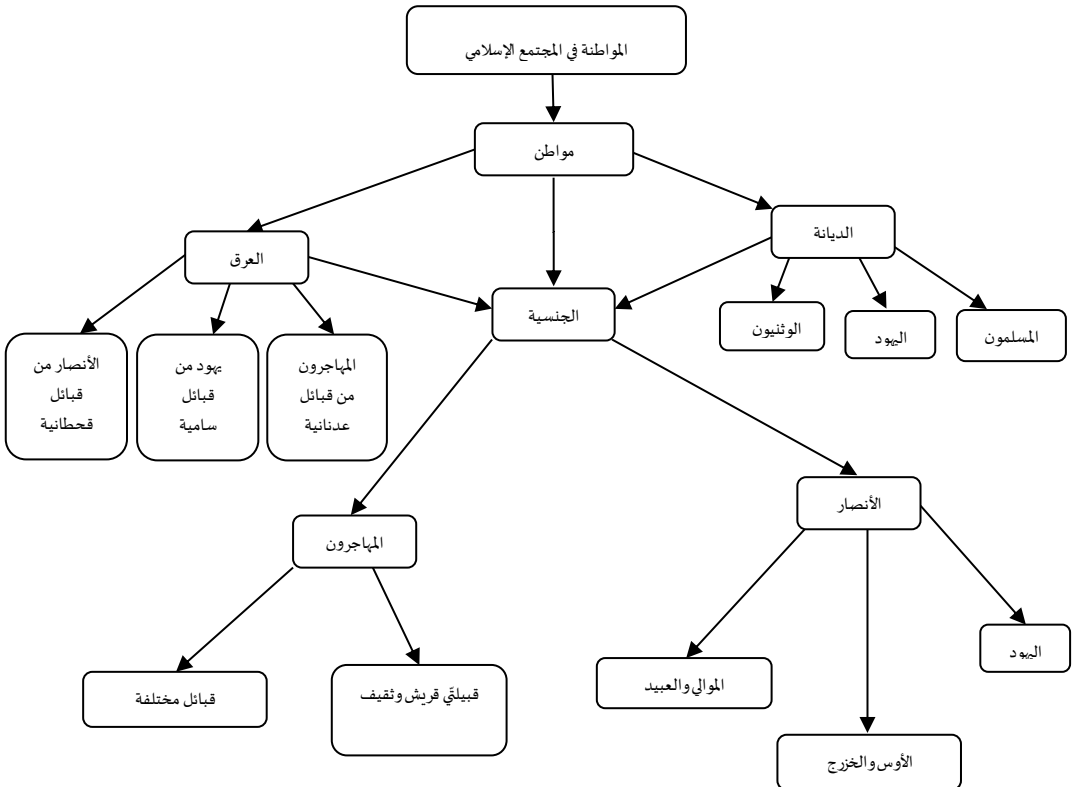 المواطنة في المجتمع الإسلامي
مواطن
الديانة
العرق
الجنسية
المسلمون
اليهود
الوثنيون
المهاجرون
من قبائل
عدنانية
يهود من
قبائل
سامية
الأنصار من
قبائل
قحطانية
الأنصار
المهاجرون
اليهود
الأوس والخزرج
الموالي والعبيد
قبيلتّي قريش وثقيف
قبائل مختلفة